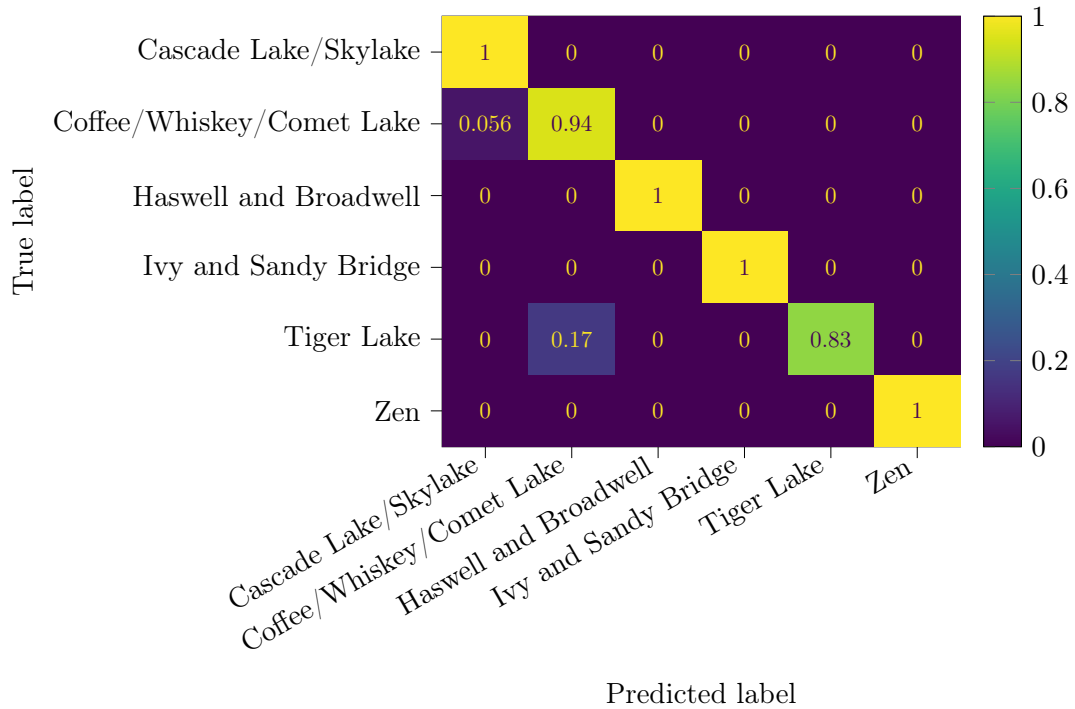 True label
Cascade Lake/Skylake 1 0 0 0 0 0
Coffee/Whiskey/Comet Lake 0.056 0.94 0 0 0 0
Haswell and Broadwell 0 0 1 0 0 0
Ivy and Sandy Bridge 0 0 0 1 0 0
Tiger Lake 0 0.17 0 0 0.83 0
Zen 0 0 0 0 0 1
Cascade Lake/Skylake
Coffee/Whiskey/Comet Lake
Haswell and Broadwell
Ivy and Sandy Bridge
Tiger Lake
Zen
Predicted label
1
0.8
0.6
0.4
0.2
0